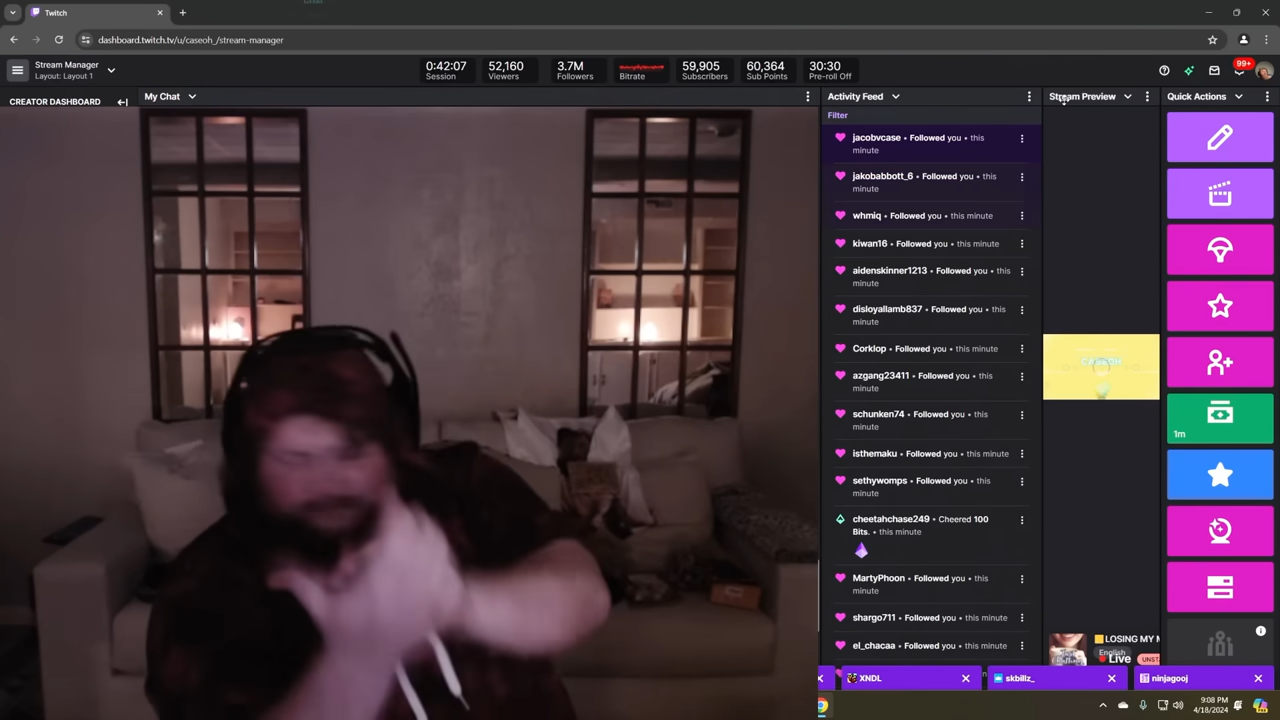 Twitch
dashboard.twitch.tv/u/caseoh_/stream-manager
Stream Manager
Layout: Layout 1
0:42:07
Session
52,160
Viewers
3.7M
Followers
Bitrate
59,905
Subscribers
60,364
Sub Points
30:30
Pre-roll Off
99+
CREATOR DASHBOARD
My Chat
Activity Feed
Stream Preview
Quick Actions
Filter
jacobvcase • Followed you • this
minute
jakobabbott_6 • Followed you • this
minute
whmiq • Followed you • this minute
kiwan16 • Followed you • this minute
aidenskinner1213 • Followed you • this
minute
disloyallamb837 • Followed you • this
minute
Corklop • Followed you • this minute
azgang23411 • Followed you • this
minute
schunken74 • Followed you • this
minute
isthemaku • Followed you • this minute
sethywomps • Followed you • this
minute
cheetahchase249 • Cheered 100
Bits. • this minute
MartyPhoon • Followed you • this
minute
shargo711 • Followed you • this minute
el_chacaa • Followed you • this minute
CASEOH
1m
LOSING MY
English
Live
UNST
XNDL
skbillz_
ninjagooj
9:08 PM
4/18/2024